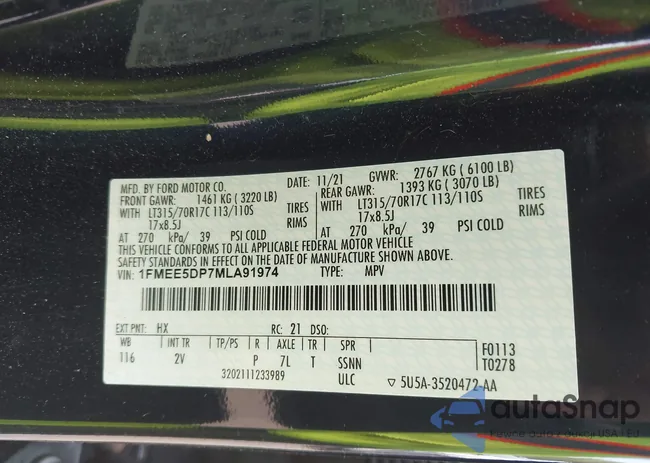 MFD. BY FORD MOTOR CO.
DATE: 11/21 GVWR: 2767 KG ( 6100 LB)
FRONT GAWR: 1461 KG ( 3220 LB) REAR GAWR: 1393 KG ( 3070 LB)
WITH LT315/70R17C 113/110S TIRES WITH LT315/70R17C 113/110S TIRES
17x8.5J RIMS 17x8.5J RIMS
AT 270 kPa/ 39 PSI COLD AT 270 kPa/ 39 PSI COLD
THIS VEHICLE CONFORMS TO ALL APPLICABLE FEDERAL MOTOR VEHICLE
SAFETY STANDARDS IN EFFECT ON THE DATE OF MANUFACTURE SHOWN ABOVE.
VIN: 1FMEE5DP7MLA91974 TYPE: MPV
EXT PNT: HX RC: 21 DSO:
WB INT TR TP/PS R AXLE TR SPR F0113
116 2V P 7L T SSNN T0278
3202111233989 ULC ▽ 5U5A-3520472-AA
autoSnap